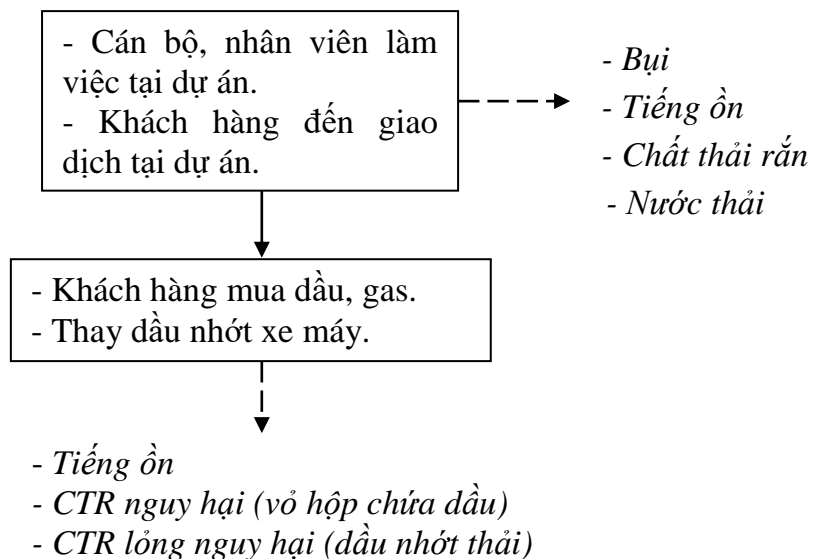 - Cán bộ, nhân viên làm
việc tại dự án.
- Khách hàng đến giao
dịch tại dự án.
- Bụi
- Tiếng ồn
- Chất thải rắn
- Nước thải
- Khách hàng mua dầu, gas.
- Thay dầu nhớt xe máy.
- Tiếng ồn
- CTR nguy hại (vỏ hộp chứa dầu)
- CTR lỏng nguy hại (dầu nhớt thải)